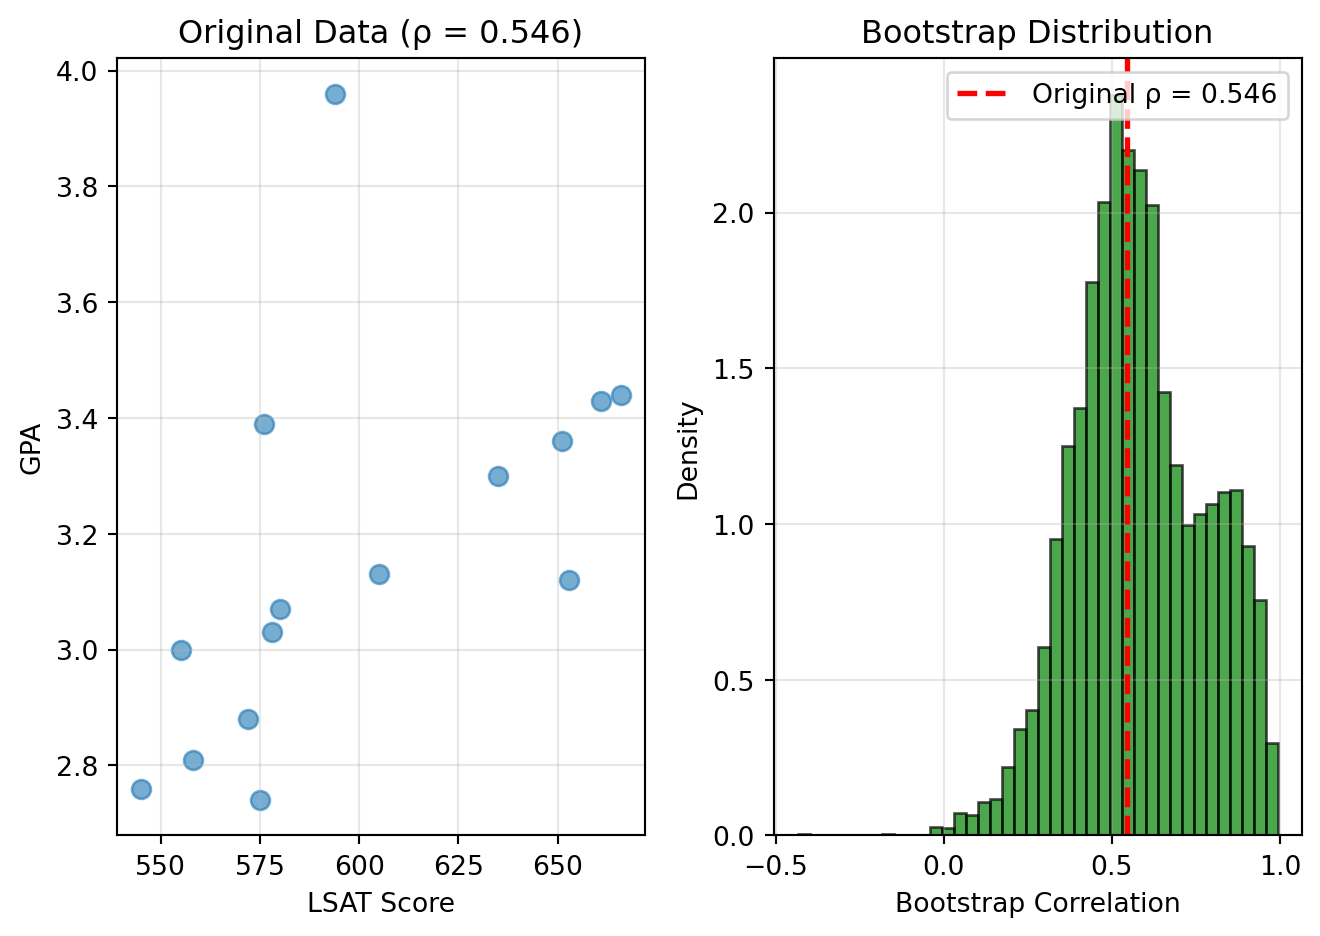 Original Data (ρ = 0.546)
4.0
3.8
3.6
3.4
3.2
3.0
2.8
GPA
550 575 600 625 650
LSAT Score
Bootstrap Distribution
Original ρ = 0.546
2.0
1.5
1.0
0.5
0.0
Density
−0.5 0.0 0.5 1.0
Bootstrap Correlation